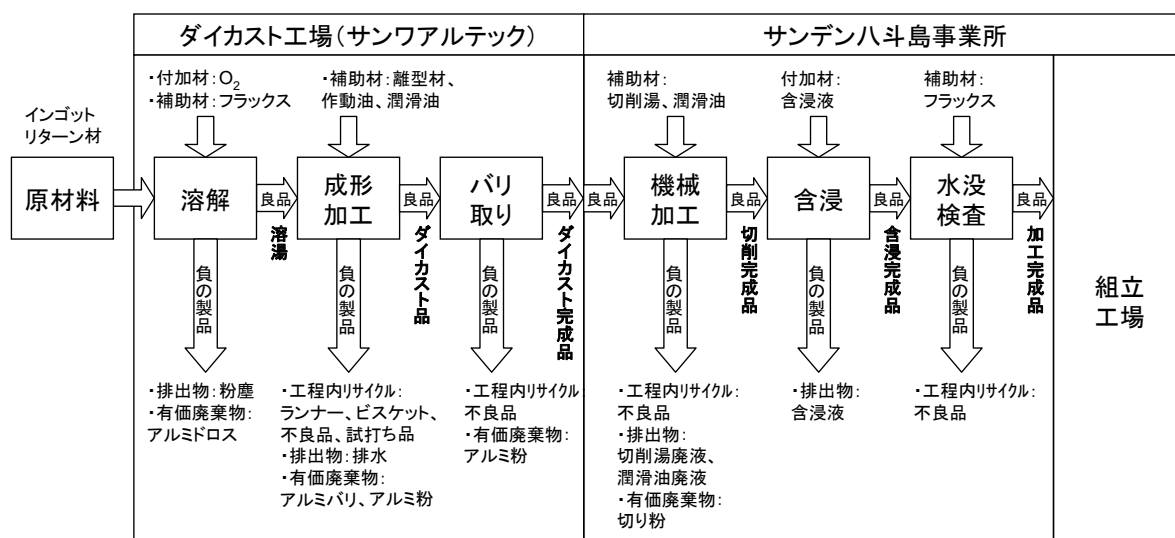 ダイカスト工場(サンワアルテック)
サンデン八斗島事業所
・付加材:O₂
・補助材:フラックス
・補助材:離型材、
作動油、潤滑油
補助材:
切削湯、潤滑油
付加材:
含浸液
補助材:
フラックス
インゴット
リターン材
原材料
溶解
良品
溶湯
成形
加工
良品
ダイカスト品
バリ
取り
良品
ダイカスト完成品
良品
機械
加工
良品
切削完成品
含浸
良品
含浸完成品
水没
検査
良品
加工完成品
組立
工場
負の製品
負の製品
負の製品
負の製品
負の製品
負の製品
・排出物:粉塵
・有価廃棄物:
アルミドロス
・工程内リサイクル:
ランナー、ビスケット、
不良品、試打ち品
・排出物:排水
・有価廃棄物:
アルミバリ、アルミ粉
・工程内リサイクル:
不良品
・有価廃棄物:
アルミ粉
・工程内リサイクル:
不良品
・排出物:
切削湯廃液、
潤滑油廃液
・有価廃棄物:
切り粉
・排出物:
含浸液
・工程内リサイクル:
不良品